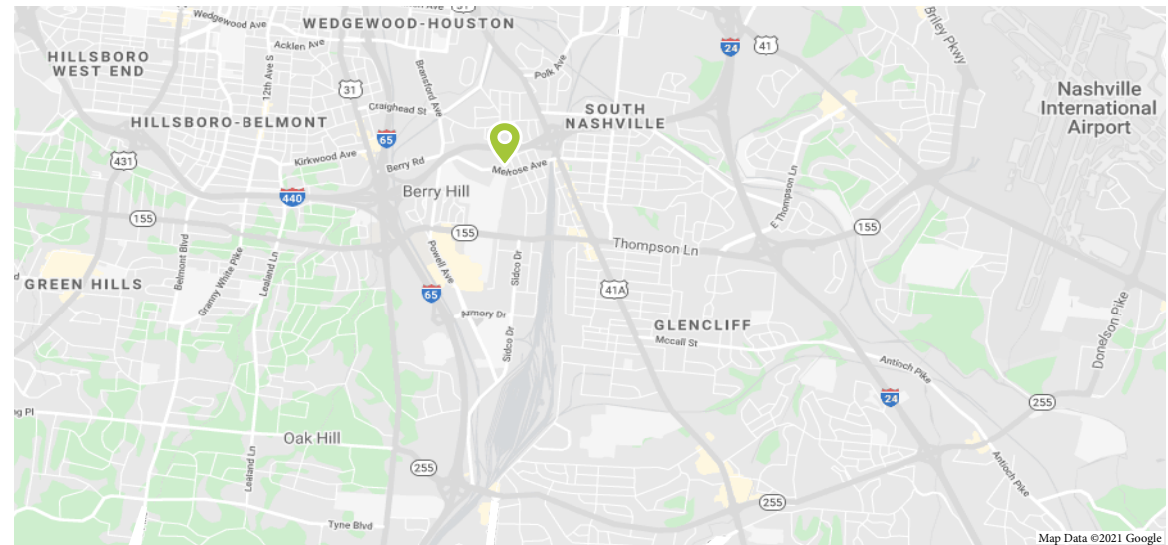 31
Wedgewood Ave
WEDGEWOOD-HOUSTON
Briley Pkwy
Acklen Ave
24
41
HILLSBORO
WEST END
12th Ave S
Bransford Ave
Polk Ave
31
Nashville
International
Airport
Craighead St
SOUTH
NASHVILLE
HILLSBORO-BELMONT
65
431
Kirkwood Ave
Berry Rd
Melrose Ave
440
Berry Hill
E Thompson Ln
155
155
155
Thompson Ln
Belmont Blvd
Granny White Pike
Lealand Ln
Powell Ave
Sidco Dr
GREEN HILLS
65
41A
Armory Dr
Sidco Dr
GLENCLIFF
Mccall St
Donelson Pike
Antioch Pike
24
255
Oak Hill
Lealand Ln
255
Antioch Pike
255
Tyne Blvd
Map Data ©2021 Google